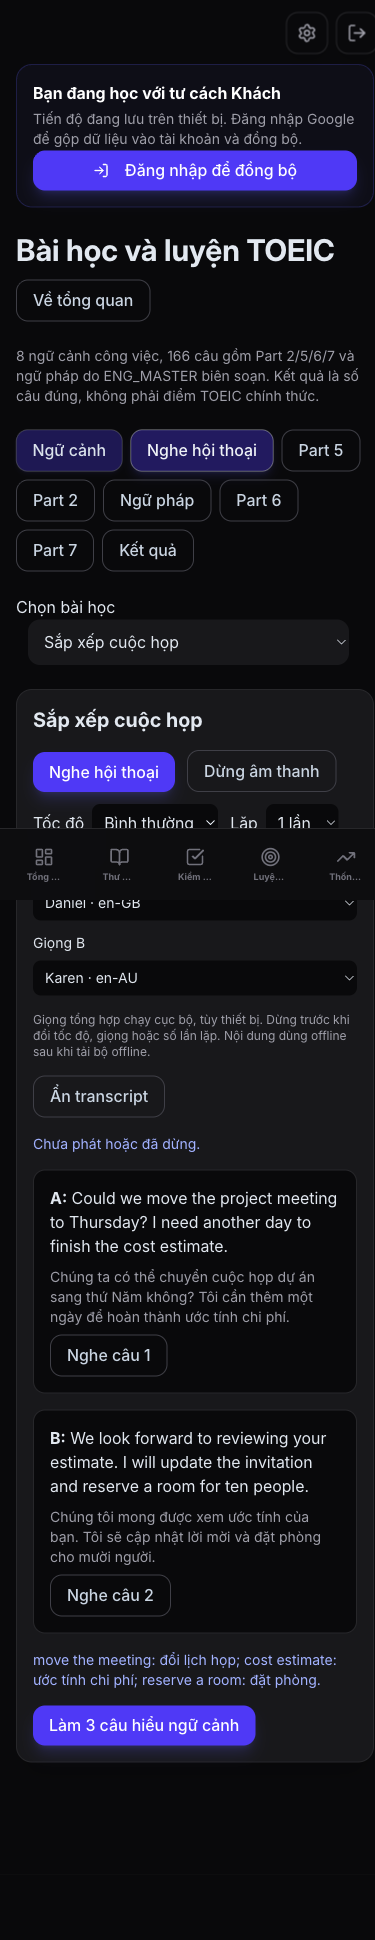 Bạn đang học với tư cách Khách
Tiến độ đang lưu trên thiết bị. Đăng nhập Google
để gộp dữ liệu vào tài khoản và đồng bộ.
Đăng nhập để đồng bộ
Bài học và luyện TOEIC
Về tổng quan
8 ngữ cảnh công việc, 166 câu gồm Part 2/5/6/7 và
ngữ pháp do ENG_MASTER biên soạn. Kết quả là số
câu đúng, không phải điểm TOEIC chính thức.
Ngữ cảnh
Nghe hội thoại
Part 5
Part 2
Ngữ pháp
Part 6
Part 7
Kết quả
Chọn bài học
Sắp xếp cuộc họp
Sắp xếp cuộc họp
Nghe hội thoại
Dừng âm thanh
Tốc độ
Bình thường
Lặp
1 lần
Tổng ...
Thư ...
Kiểm ...
Luyệ...
Thốn...
Daniel · en-GB
Giọng B
Karen · en-AU
Giọng tổng hợp chạy cục bộ, tùy thiết bị. Dừng trước khi
đổi tốc độ, giọng hoặc số lần lặp. Nội dung dùng offline
sau khi tải bộ offline.
Ẩn transcript
Chưa phát hoặc đã dừng.
A: Could we move the project meeting
to Thursday? I need another day to
finish the cost estimate.
Chúng ta có thể chuyển cuộc họp dự án
sang thứ Năm không? Tôi cần thêm một
ngày để hoàn thành ước tính chi phí.
Nghe câu 1
B: We look forward to reviewing your
estimate. I will update the invitation
and reserve a room for ten people.
Chúng tôi mong được xem ước tính của
bạn. Tôi sẽ cập nhật lời mời và đặt phòng
cho mười người.
Nghe câu 2
move the meeting: đổi lịch họp; cost estimate:
ước tính chi phí; reserve a room: đặt phòng.
Làm 3 câu hiểu ngữ cảnh